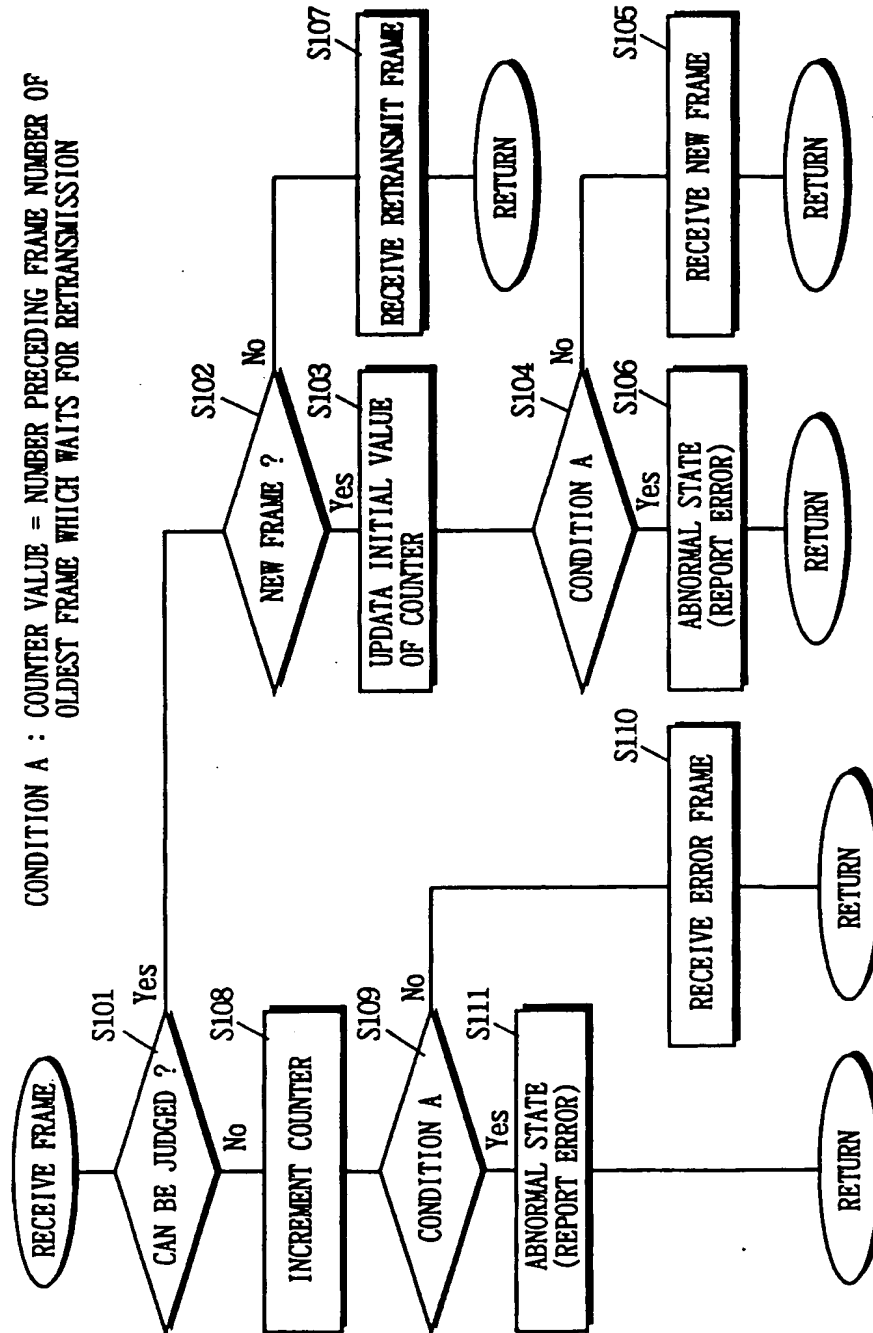 CONDITION A : COUNTER VALUE = NUMBER PRECEDING FRAME NUMBER OF
OLDEST FRAME WHICH WAITS FOR RETRANSMISSION
RECEIVE FRAME
S101
CAN BE JUDGED ?
Yes
No
S108
INCREMENT COUNTER
S109
CONDITION A
No
Yes
S111
ABNORMAL STATE
(REPORT ERROR)
RETURN
S110
RECEIVE ERROR FRAME
RETURN
S102
NEW FRAME ?
No
Yes
S103
UPDATA INITIAL VALUE
OF COUNTER
S104
CONDITION A
No
Yes
S106
ABNORMAL STATE
(REPORT ERROR)
RETURN
S107
RECEIVE RETRANSMIT FRAME
RETURN
S105
RECEIVE NEW FRAME
RETURN